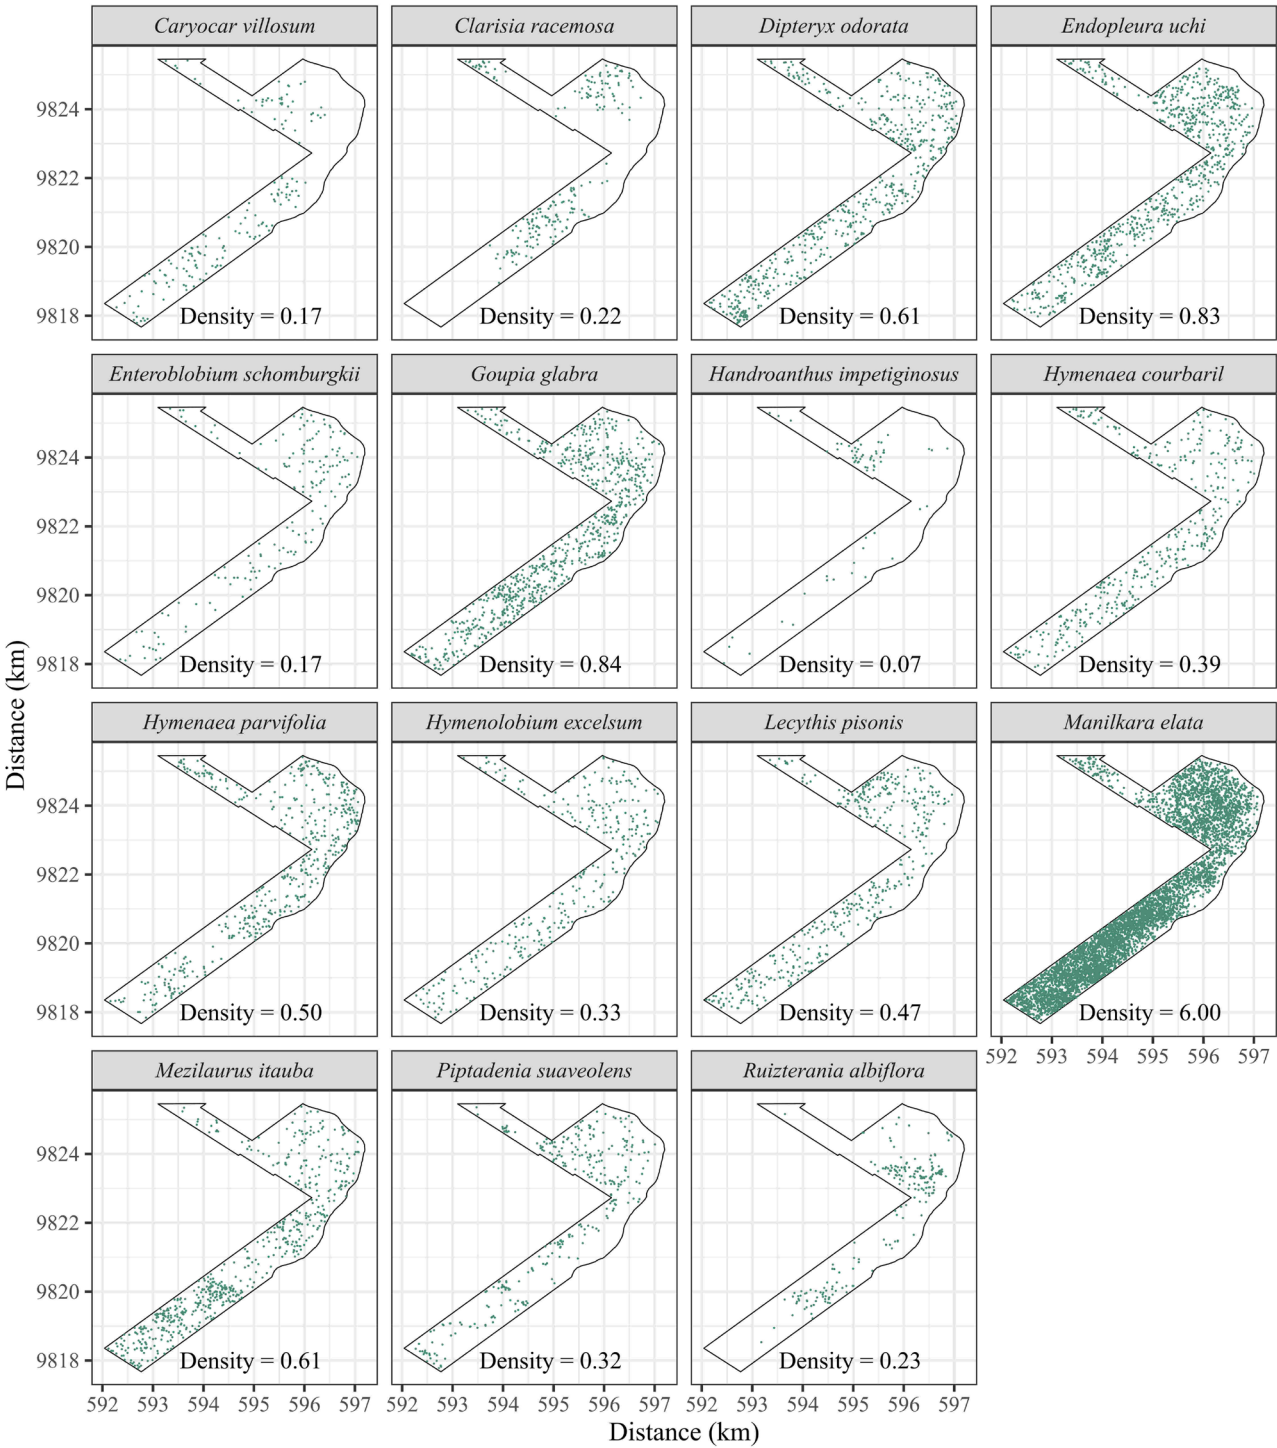 Caryocar villosum Clarisia racemosa Dipteryx odorata Endopleura uchi
9824
9822
9820
9818
Density = 0.17 Density = 0.22 Density = 0.61 Density = 0.83
Enteroblobium schomburgkii Goupia glabra Handroanthus impetiginosus Hymenaea courbaril
9824
9822
9820
9818
Density = 0.17 Density = 0.84 Density = 0.07 Density = 0.39
Distance (km)
Hymenaea parvifolia Hymenolobium excelsum Lecythis pisonis Manilkara elata
9824
9822
9820
9818
Density = 0.50 Density = 0.33 Density = 0.47 Density = 6.00
592 593 594 595 596 597
Mezilaurus itauba Piptadenia suaveolens Ruizterania albiflora
9824
9822
9820
9818
Density = 0.61 Density = 0.32 Density = 0.23
592 593 594 595 596 597 592 593 594 595 596 597 592 593 594 595 596 597
Distance (km)